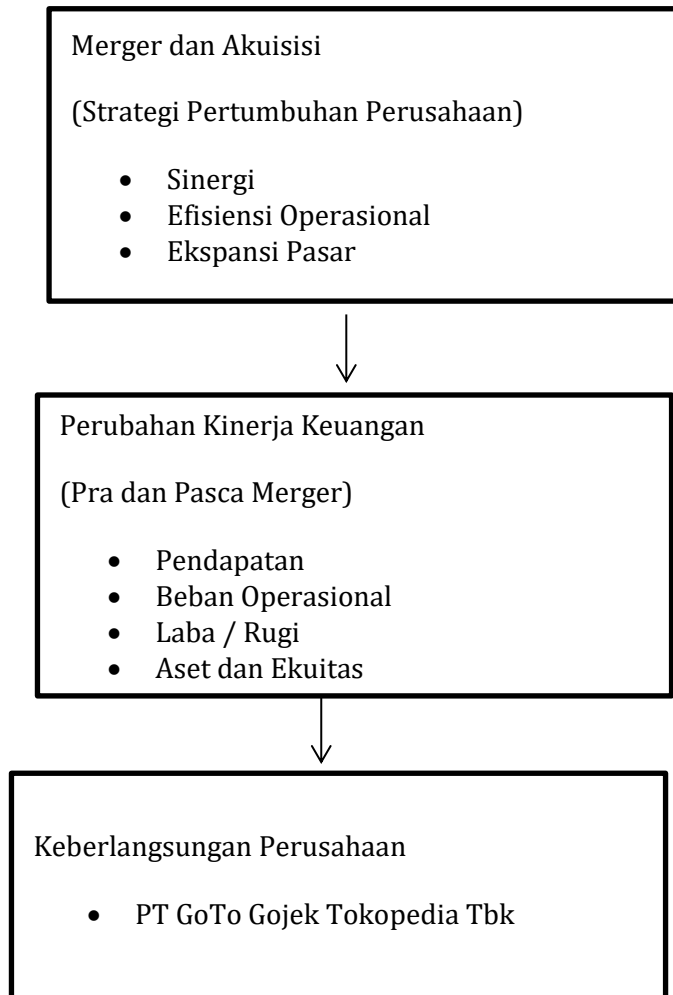 Merger dan Akuisisi
(Strategi Pertumbuhan Perusahaan)
• Sinergi
• Efisiensi Operasional
• Ekspansi Pasar
Perubahan Kinerja Keuangan
(Pra dan Pasca Merger)
• Pendapatan
• Beban Operasional
• Laba / Rugi
• Aset dan Ekuitas
Keberlangsungan Perusahaan
• PT GoTo Gojek Tokopedia Tbk